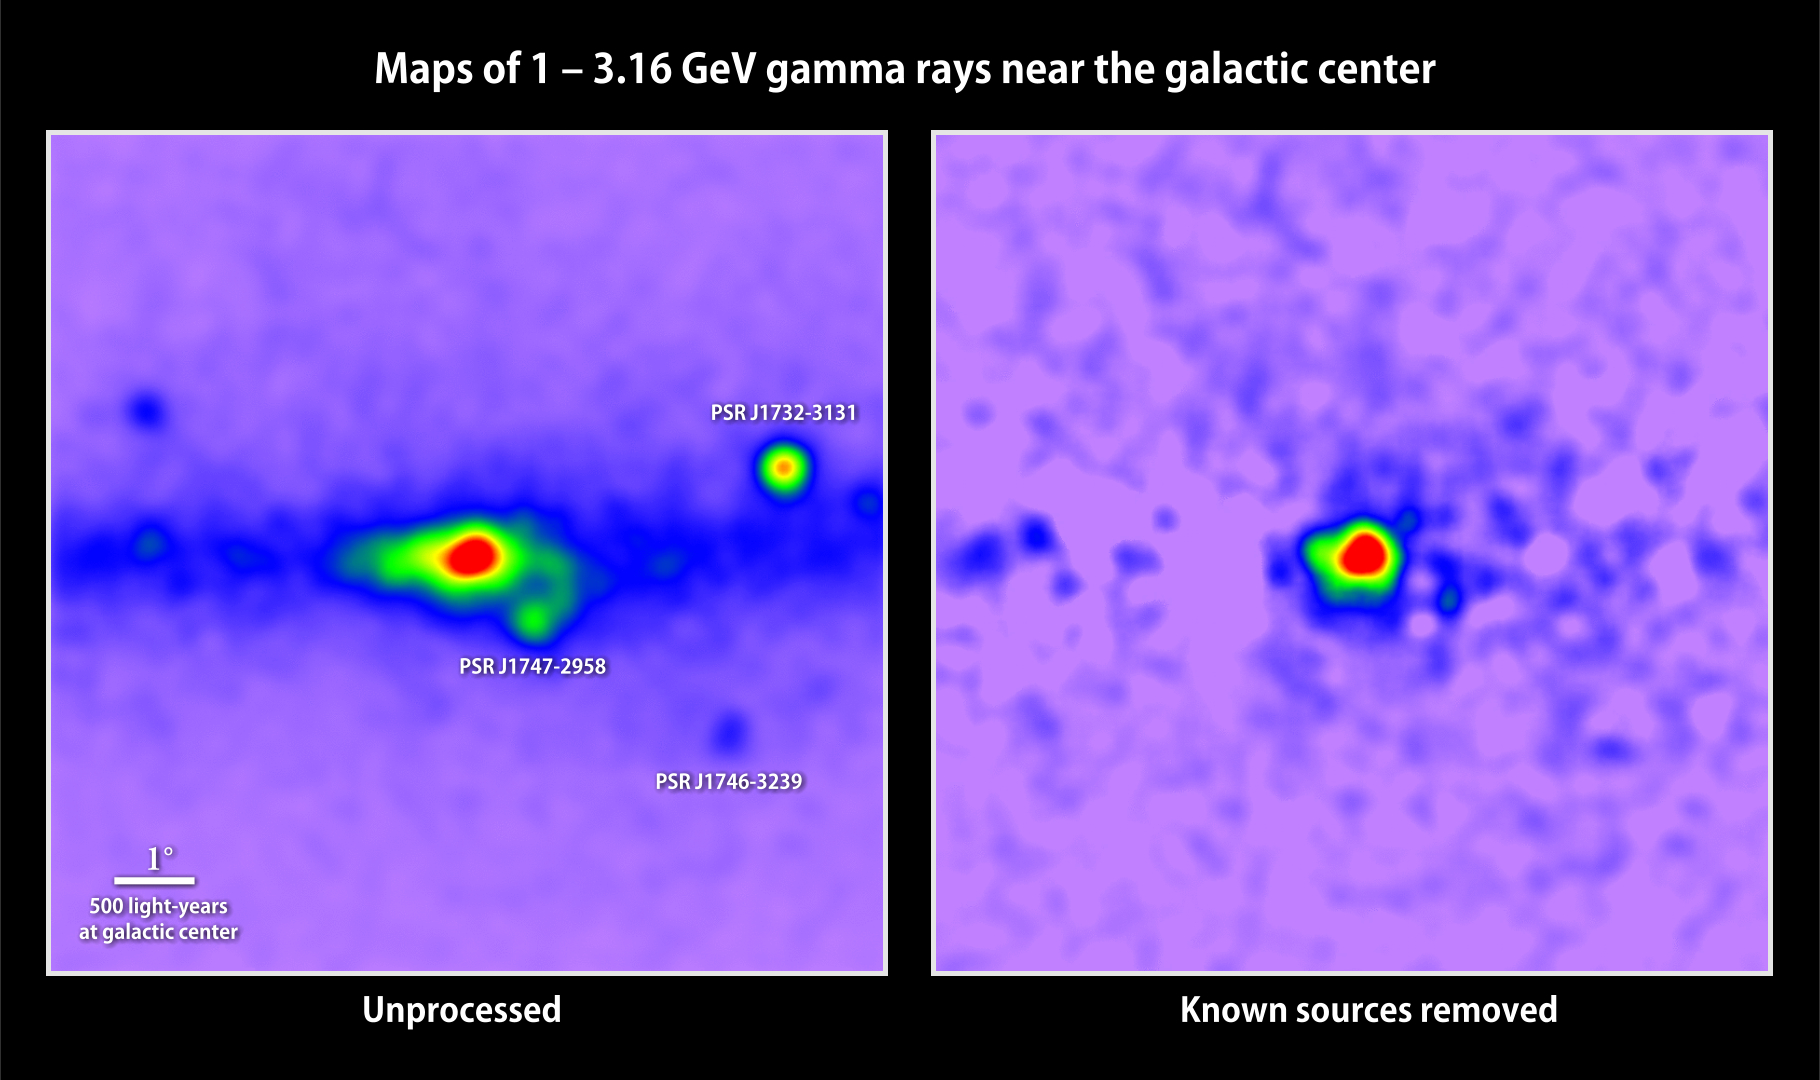 Maps of 1 – 3.16 GeV gamma rays near the galactic center
PSR J1732-3131
PSR J1747-2958
PSR J1746-3239
1°
500 light-years
at galactic center
Unprocessed
Known sources removed